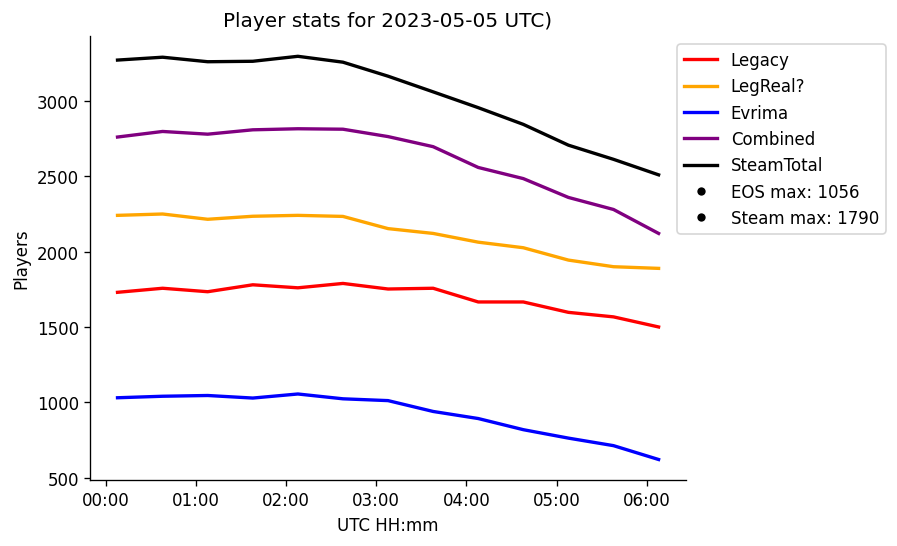 Player stats for 2023-05-05 UTC)
Legacy
LegReal?
Evrima
Combined
SteamTotal
EOS max: 1056
Steam max: 1790
Players
3000
2500
2000
1500
1000
500
00:00 01:00 02:00 03:00 04:00 05:00 06:00
UTC HH:mm